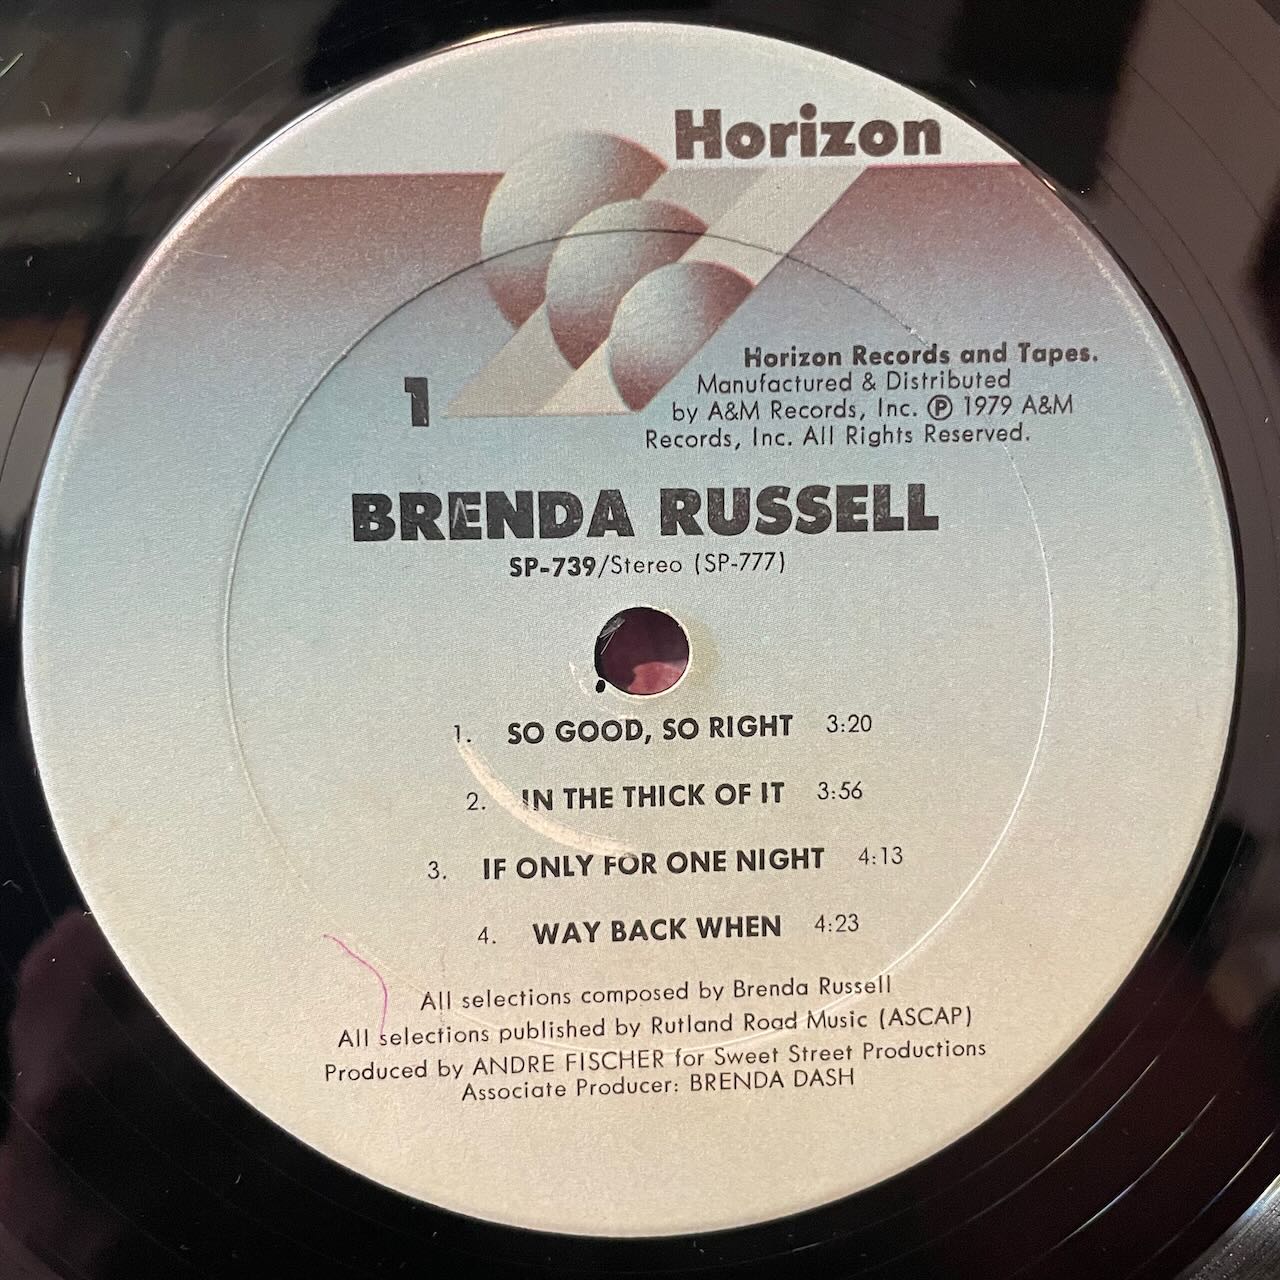 Horizon
Horizon Records and Tapes.
Manufactured & Distributed
by A&M Records, Inc. ℗ 1979 A&M
Records, Inc. All Rights Reserved.
1
BRENDA RUSSELL
SP-739/Stereo (SP-777)
1. SO GOOD, SO RIGHT 3:20
2. IN THE THICK OF IT 3:56
3. IF ONLY FOR ONE NIGHT 4:13
4. WAY BACK WHEN 4:23
All selections composed by Brenda Russell
All selections published by Rutland Road Music (ASCAP)
Produced by ANDRE FISCHER for Sweet Street Productions
Associate Producer: BRENDA DASH